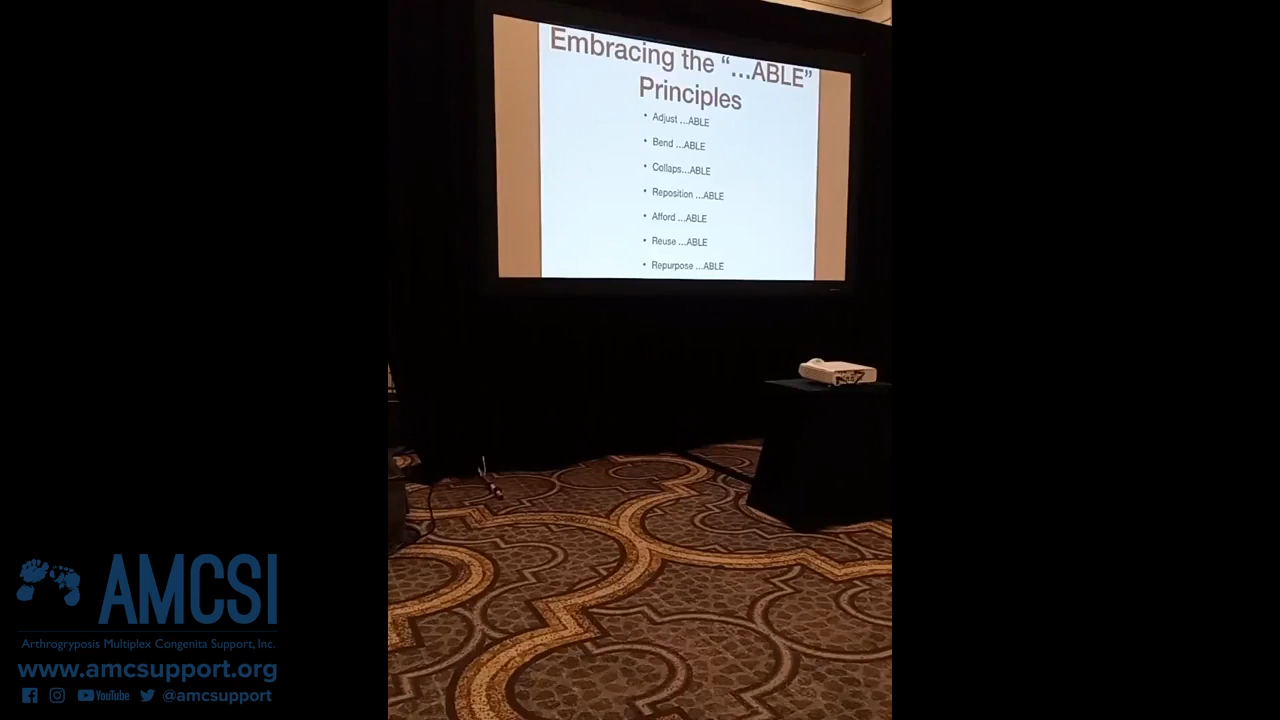 Embracing the “...ABLE”
Principles
• Adjust ...ABLE
• Bend ...ABLE
• Collaps...ABLE
• Reposition ...ABLE
• Afford ...ABLE
• Reuse ...ABLE
• Repurpose ...ABLE
AMCSI
Arthrogryposis Multiplex Congenita Support, Inc.
www.amcsupport.org
YouTube @amcsupport